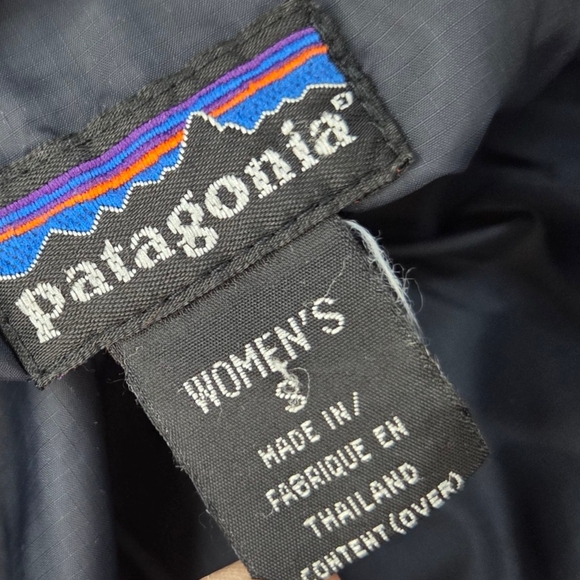 patagonia®
WOMEN'S
S
MADE IN/
FABRIQUE EN
THAILAND
CONTENT (OVER)